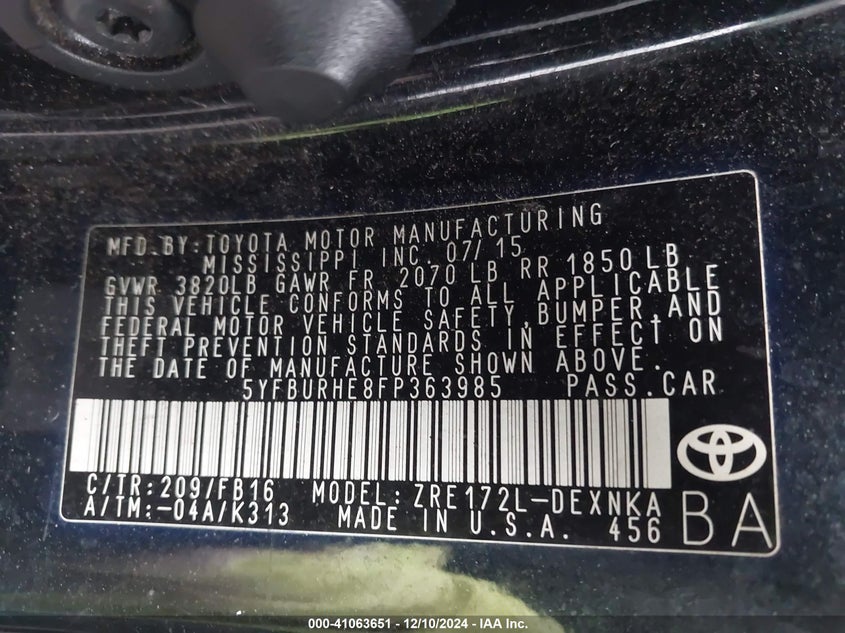 MFD.BY:TOYOTA MOTOR MANUFACTURING
MISSISSIPPI INC. 07/15
GVWR 3820LB GAWR FR 2070 LB RR 1850 LB
THIS VEHICLE CONFORMS TO ALL APPLICABLE
FEDERAL MOTOR VEHICLE SAFETY,BUMPER,AND
THEFT PREVENTION STANDARDS IN EFFECT ON
THE DATE OF MANUFACTURE SHOWN ABOVE.
5YFBURHE8FP363985 PASS.CAR
C/TR:209/FB16 MODEL:ZRE172L-DEXNKA
A/TM:-04A/K313 MADE IN U.S.A. 456
BA
000-41063651 - 12/10/2024 - IAA Inc.